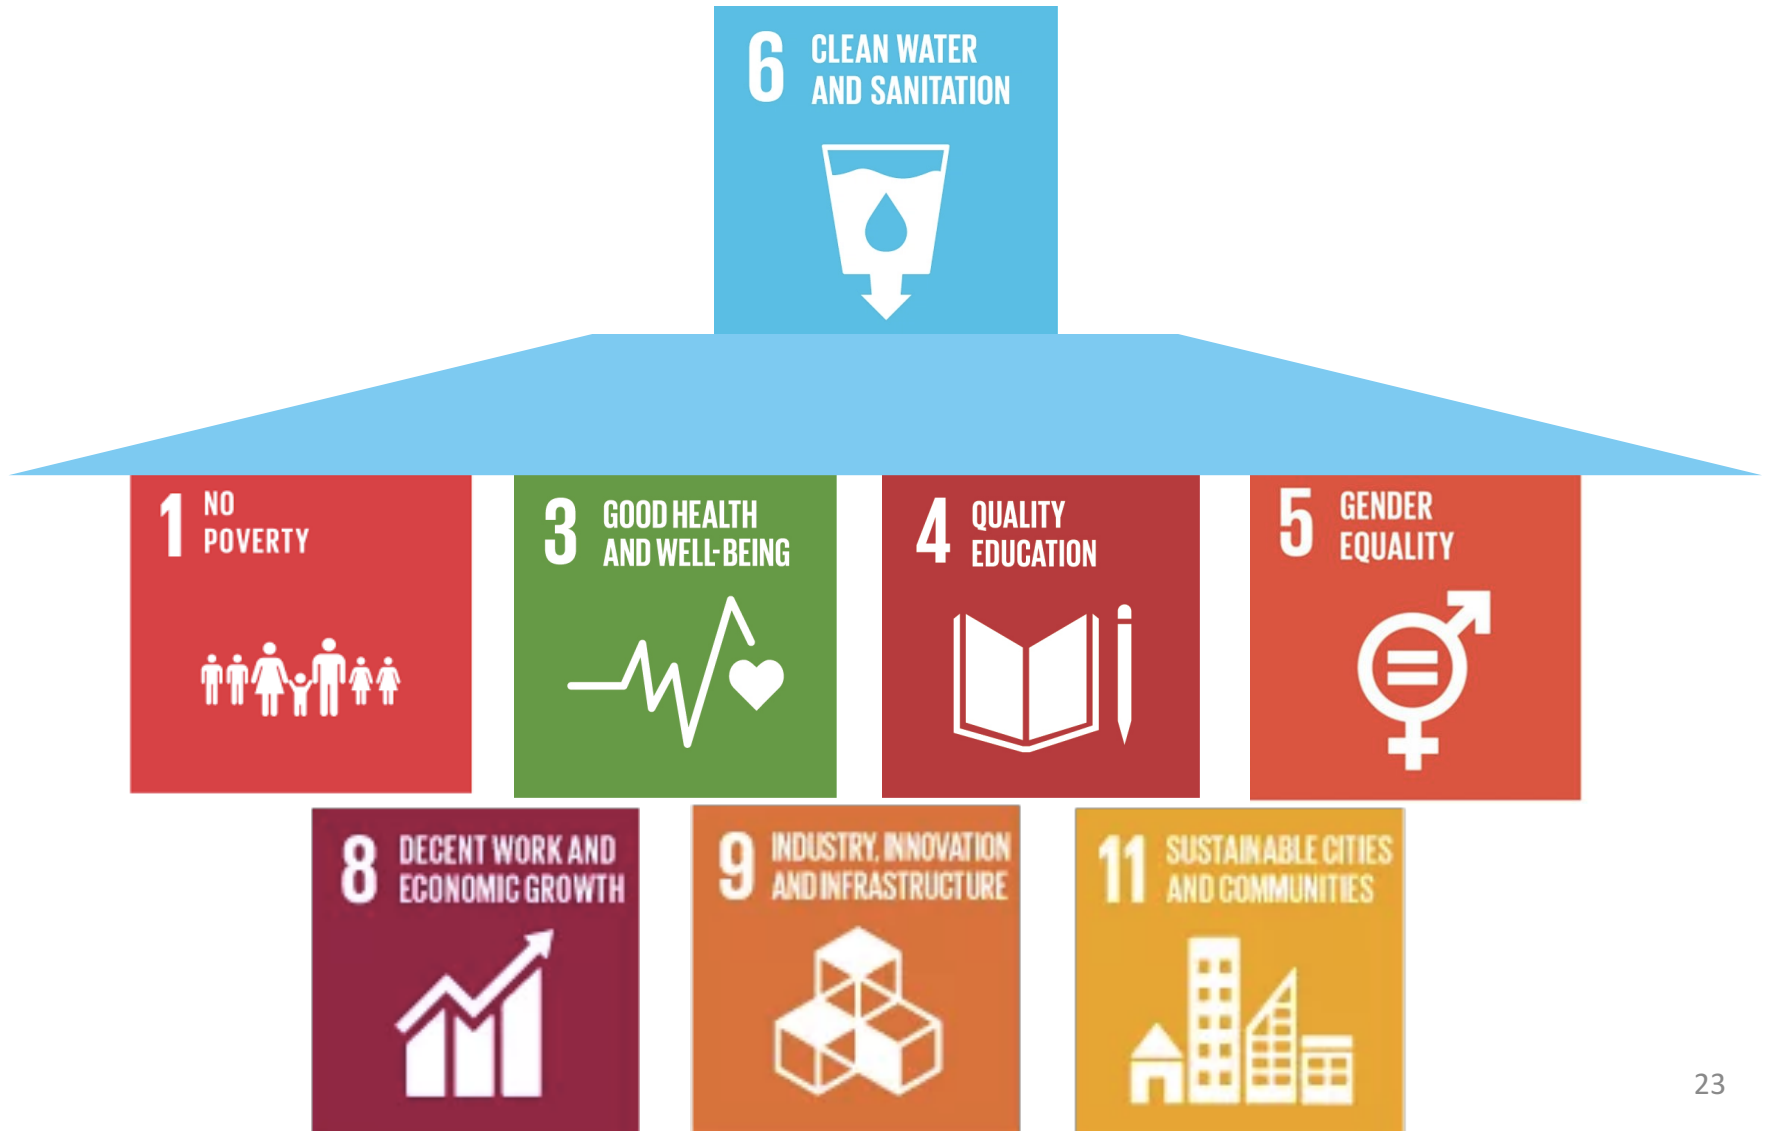 6 CLEAN WATER
AND SANITATION
1 NO
POVERTY
3 GOOD HEALTH
AND WELL-BEING
4 QUALITY
EDUCATION
5 GENDER
EQUALITY
8 DECENT WORK AND
ECONOMIC GROWTH
9 INDUSTRY, INNOVATION
AND INFRASTRUCTURE
11 SUSTAINABLE CITIES
AND COMMUNITIES
23